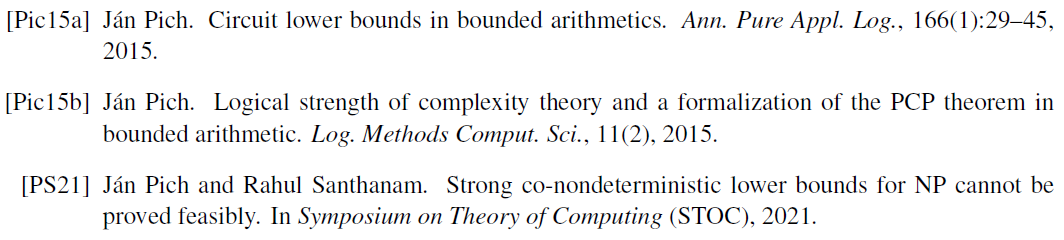 [Pic15a] Ján Pich. Circuit lower bounds in bounded arithmetics. Ann. Pure Appl. Log., 166(1):29–45,
2015.
[Pic15b] Ján Pich. Logical strength of complexity theory and a formalization of the PCP theorem in
bounded arithmetic. Log. Methods Comput. Sci., 11(2), 2015.
[PS21] Ján Pich and Rahul Santhanam. Strong co-nondeterministic lower bounds for NP cannot be
proved feasibly. In Symposium on Theory of Computing (STOC), 2021.